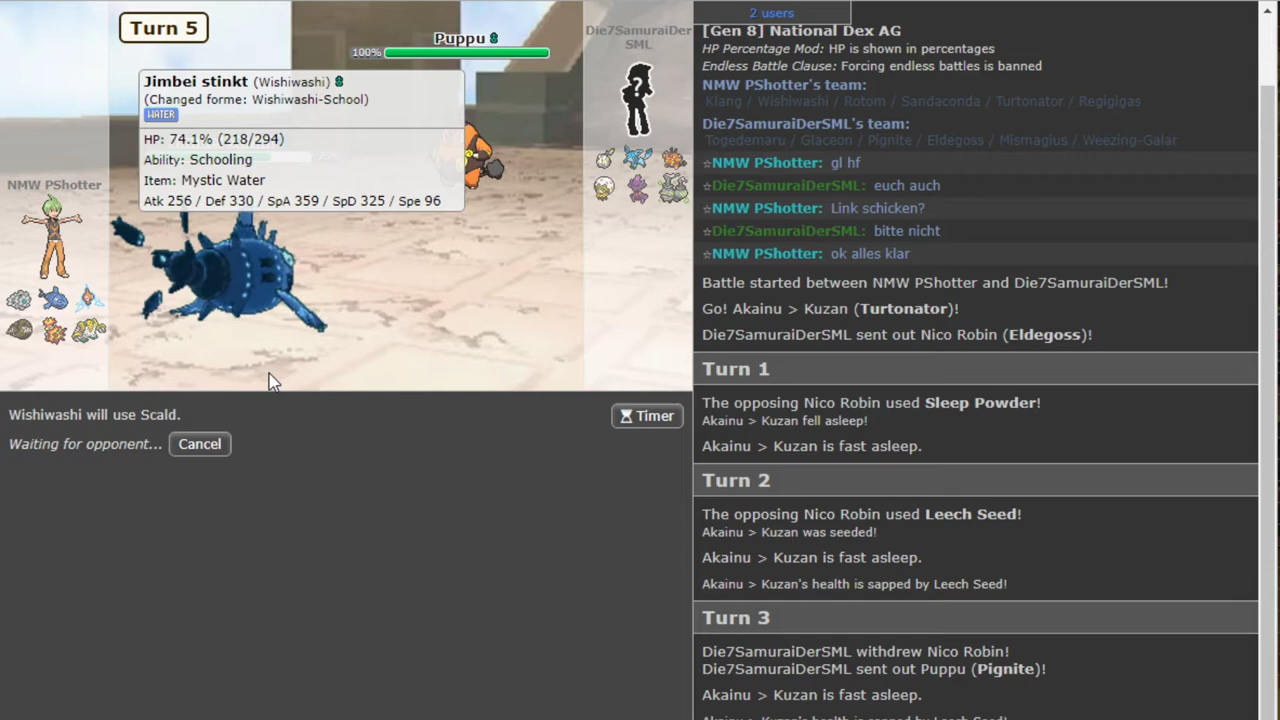 Turn 5
Puppu
100%
Jimbei stinkt (Wishiwashi)
(Changed forme: Wishiwashi-School)
WATER
HP: 74.1% (218/294)
Ability: Schooling
Item: Mystic Water
Atk 256 / Def 330 / SpA 359 / SpD 325 / Spe 96
NMW PShotter
Die7SamuraiDer
SML
?
Wishiwashi will use Scald.
Timer
Waiting for opponent...
Cancel
2 users
[Gen 8] National Dex AG
HP Percentage Mod: HP is shown in percentages
Endless Battle Clause: Forcing endless battles is banned
NMW PShotter's team:
Klang / Wishiwashi / Rotom / Sandaconda / Turtonator / Regigigas
Die7SamuraiDerSML's team:
Togedemaru / Glaceon / Pignite / Eldegoss / Mismagius / Weezing-Galar
☆NMW PShotter: gl hf
☆Die7SamuraiDerSML: euch auch
☆NMW PShotter: Link schicken?
☆Die7SamuraiDerSML: bitte nicht
☆NMW PShotter: ok alles klar
Battle started between NMW PShotter and Die7SamuraiDerSML!
Go! Akainu > Kuzan (Turtonator)!
Die7SamuraiDerSML sent out Nico Robin (Eldegoss)!
Turn 1
The opposing Nico Robin used Sleep Powder!
Akainu > Kuzan fell asleep!
Akainu > Kuzan is fast asleep.
Turn 2
The opposing Nico Robin used Leech Seed!
Akainu > Kuzan was seeded!
Akainu > Kuzan is fast asleep.
Akainu > Kuzan's health is sapped by Leech Seed!
Turn 3
Die7SamuraiDerSML withdrew Nico Robin!
Die7SamuraiDerSML sent out Puppu (Pignite)!
Akainu > Kuzan is fast asleep.
Akainu > Kuzan's health is sapped by Leech Seed!